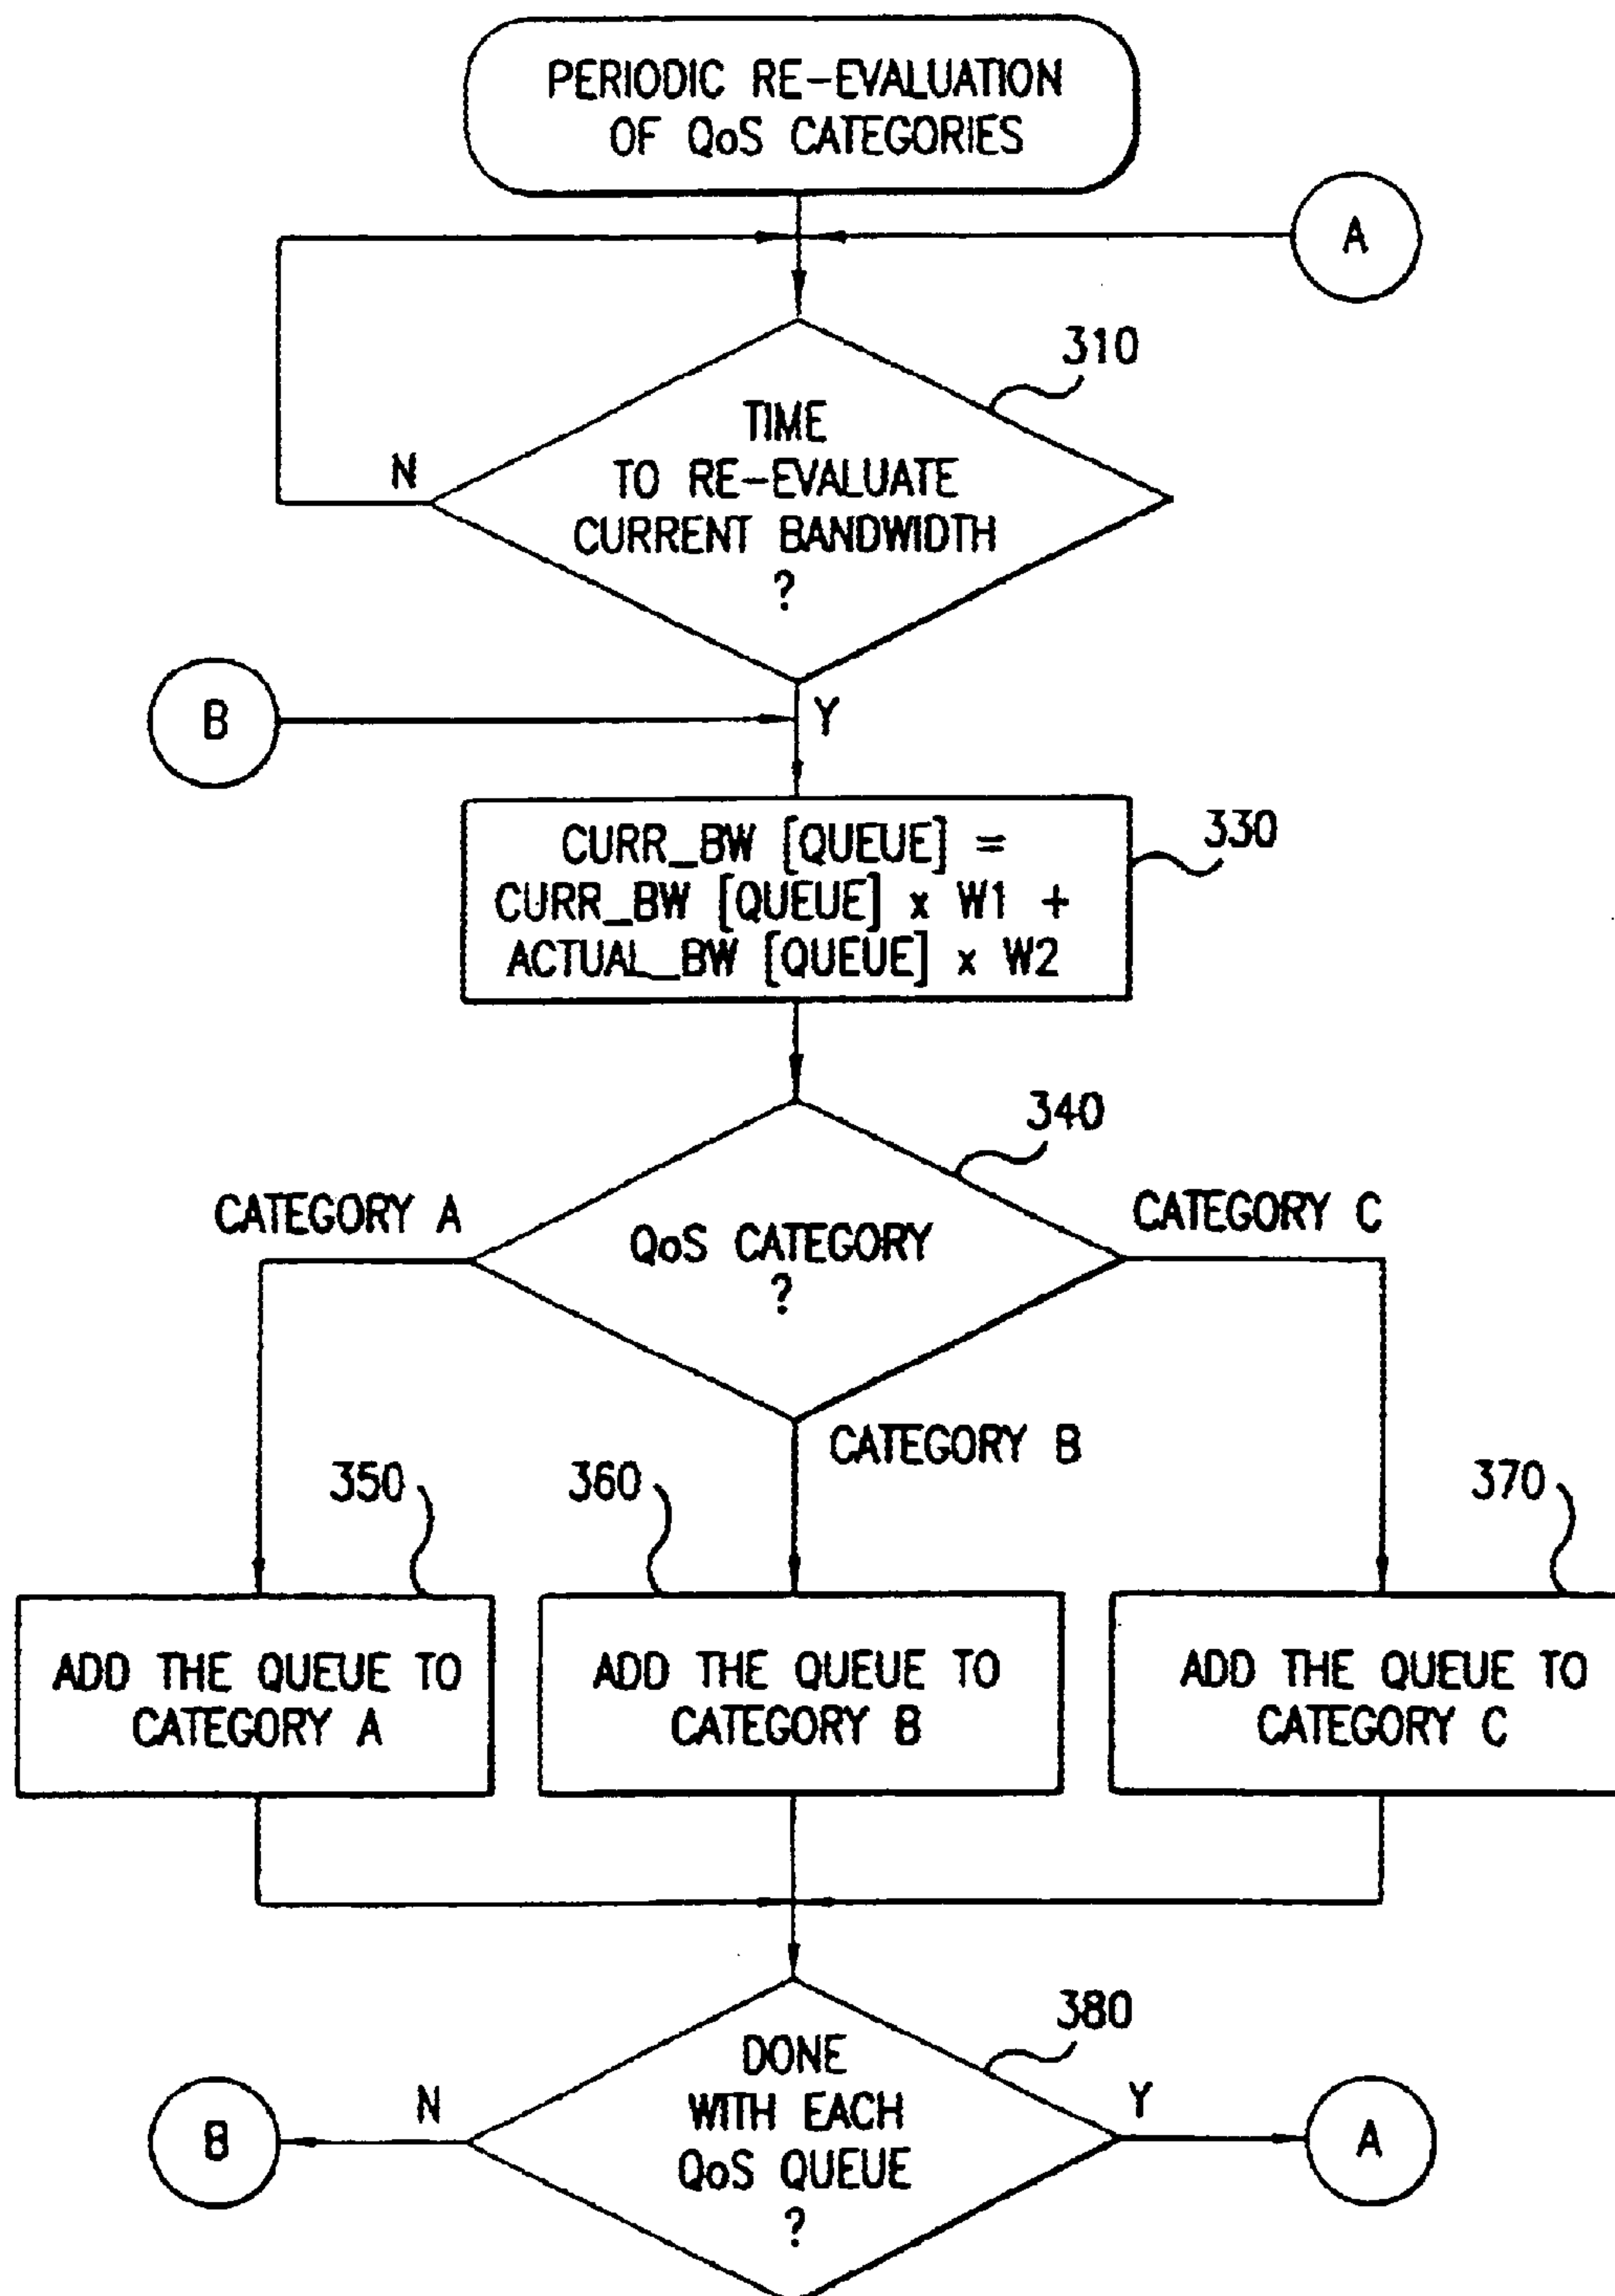 PERIODIC RE-EVALUATION
OF QoS CATEGORIES
A
310
TIME
TO RE-EVALUATE
CURRENT BANDWIDTH
?
N
B
Y
CURR_BW [QUEUE] =
CURR_BW [QUEUE] x W1 +
ACTUAL_BW [QUEUE] x W2
330
340
CATEGORY A
QoS CATEGORY
?
CATEGORY C
CATEGORY B
350
360
370
ADD THE QUEUE TO
CATEGORY A
ADD THE QUEUE TO
CATEGORY B
ADD THE QUEUE TO
CATEGORY C
380
DONE
WITH EACH
QoS QUEUE
?
N
Y
B
A